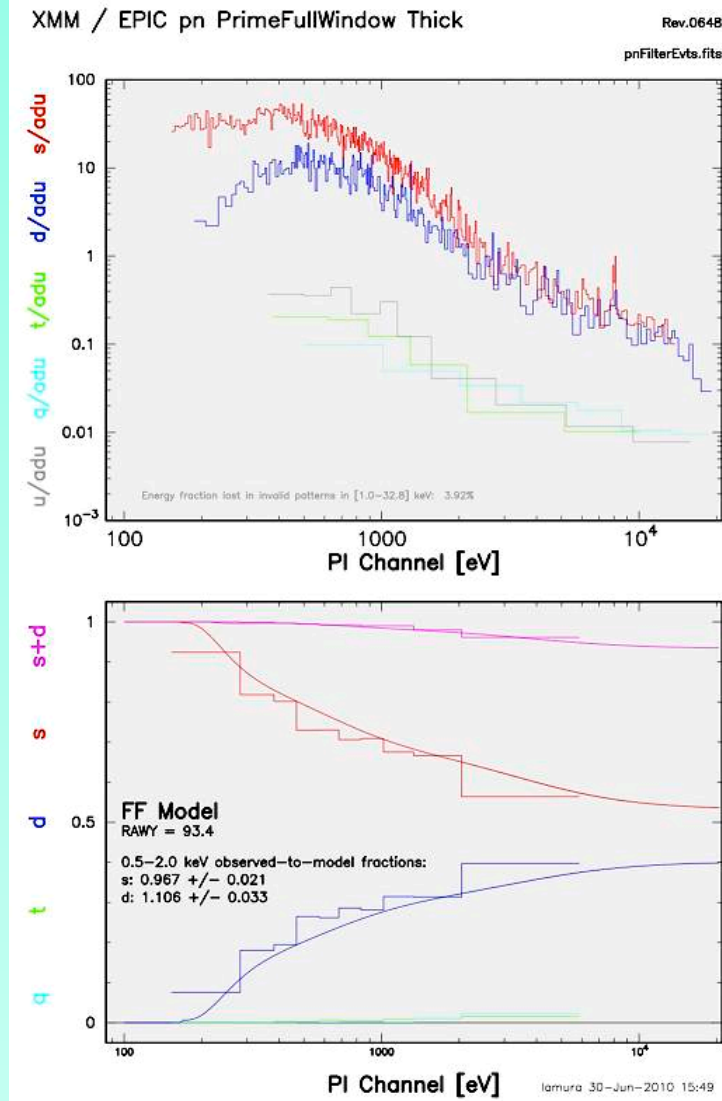 XMM / EPIC pn PrimeFullWindow Thick
Rev.0648
pnFilterEvts.fits
u/adu q/adu t/adu d/adu s/adu
100
10
1
0.1
0.01
10−3
Energy fraction lost in invalid patterns in [1.0−32.8] keV: 3.92%
100 1000 10⁴
PI Channel [eV]
q t d s s+d
1
0.5
0
FF Model
RAWY = 93.4
0.5−2.0 keV observed−to−model fractions:
s: 0.967 +/− 0.021
d: 1.106 +/− 0.033
100 1000 10⁴
PI Channel [eV]
lamura 30−Jun−2010 15:49